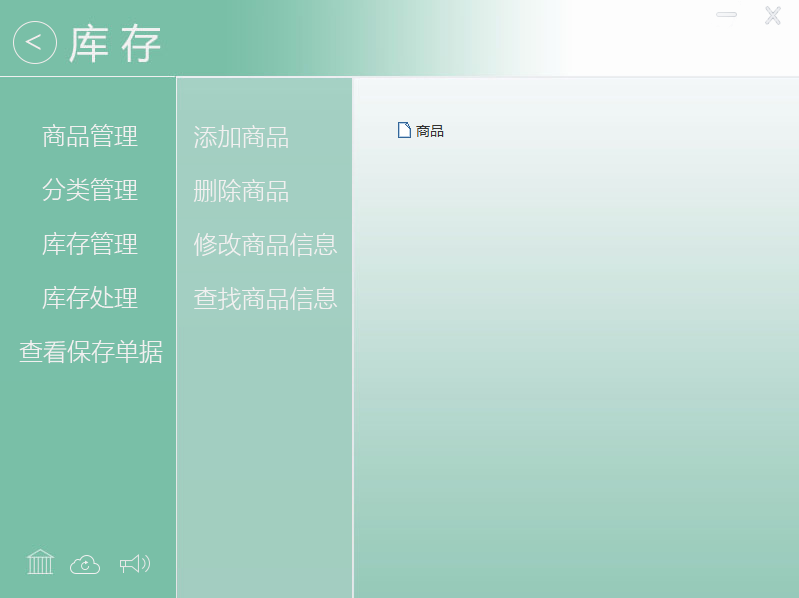 < 库存
商品管理
分类管理
库存管理
库存处理
查看保存单据
添加商品
删除商品
修改商品信息
查找商品信息
商品